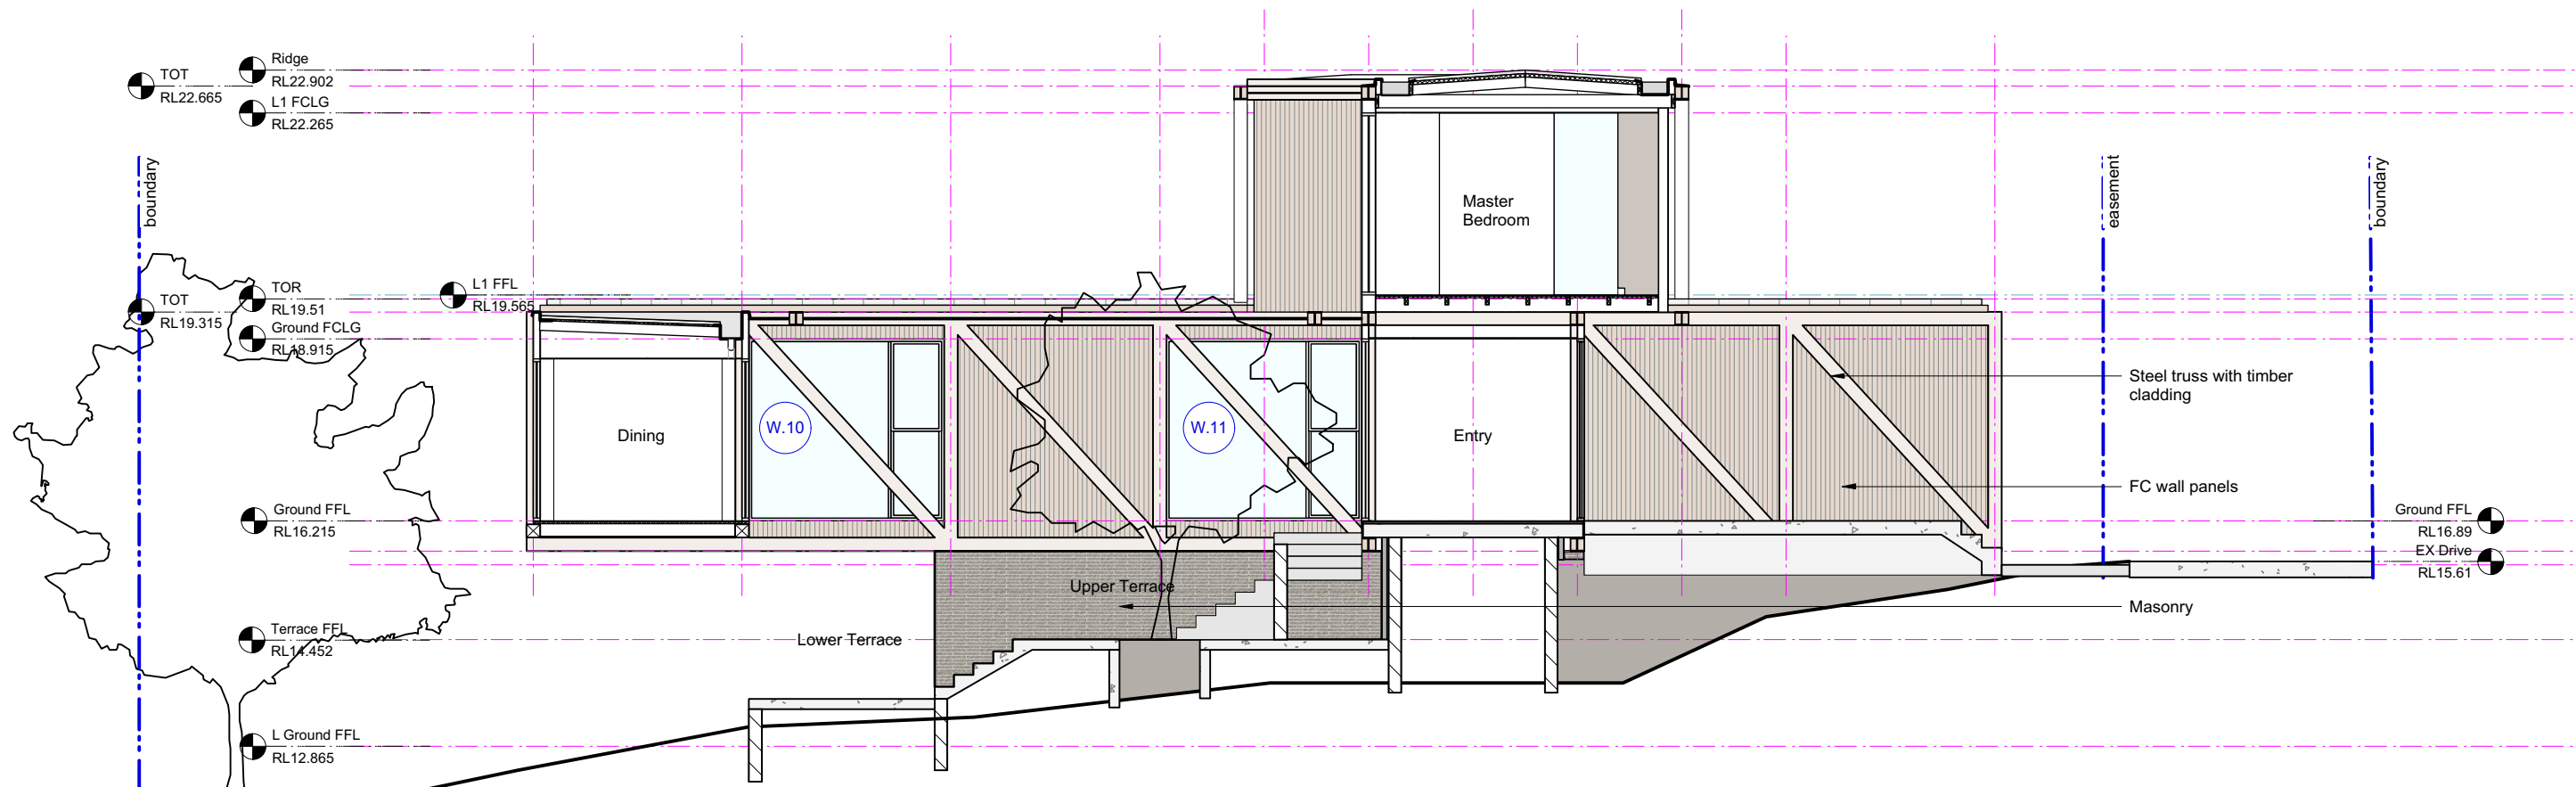 Ridge
RL22.902
TOT
RL22.665
L1 FCLG
RL22.265
boundary
easement
boundary
Master
Bedroom
L1 FFL
RL19.565
TOR
RL19.51
TOT
RL19.315
Ground FCLG
RL18.915
Steel truss with timber
cladding
W.10
W.11
Dining
Entry
FC wall panels
Ground FFL
RL16.215
Ground FFL
RL16.89
EX Drive
RL15.61
Upper Terrace
Masonry
Terrace FFL
RL14.452
Lower Terrace
L Ground FFL
RL12.865